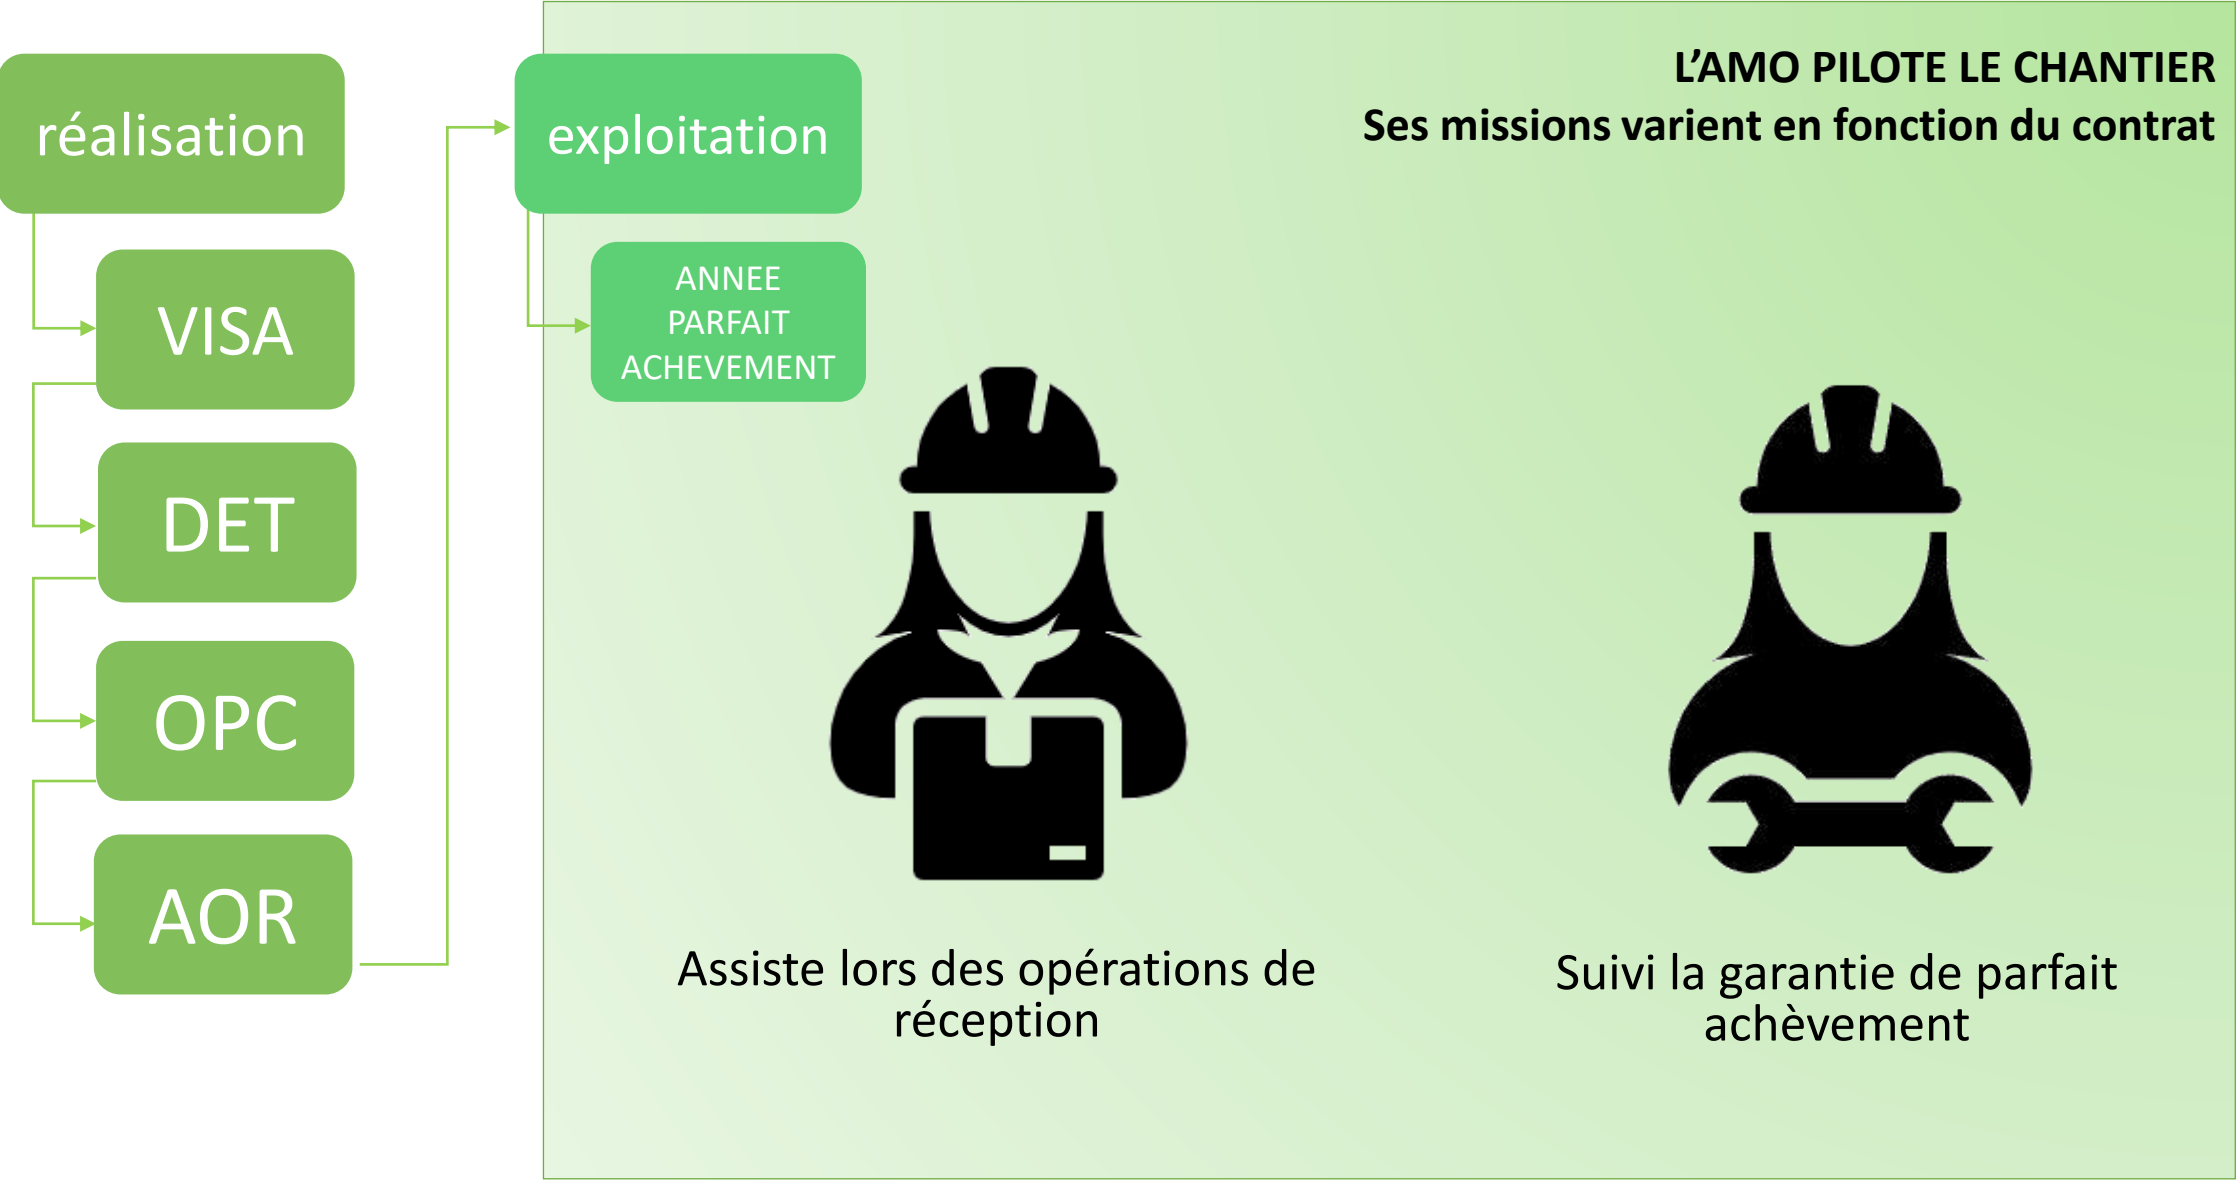 réalisation
VISA
DET
OPC
AOR
exploitation
ANNEE
PARFAIT
ACHEVEMENT
L’AMO PILOTE LE CHANTIER
Ses missions varient en fonction du contrat
Assiste lors des opérations de
réception
Suivi la garantie de parfait
achèvement